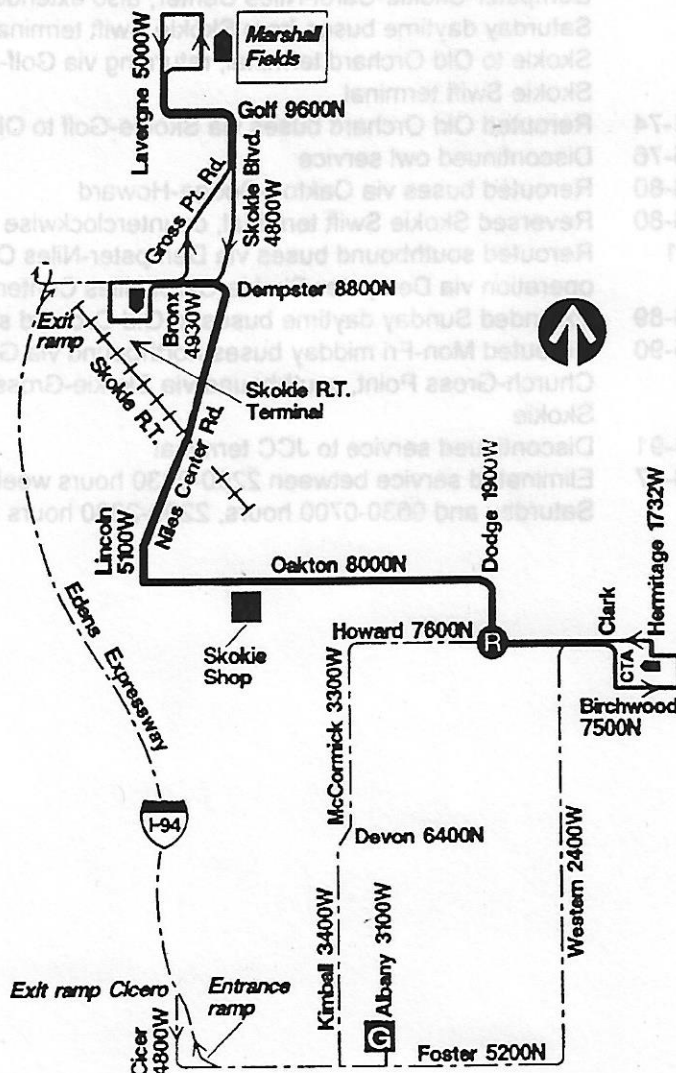 Marshall
Fields
Lavergne 5000W
Golf 9600N
Gross Pt. Rd.
Skokie Blvd.
4800W
Dempster 8800N
Exit
ramp
Bronx
4930W
Skokie R.T.
Skokie R.T.
Terminal
Niles Center Rd.
Lincoln
5100W
Oakton 8000N
Dodge 1900W
Skokie
Shop
Howard 7600N
R
Clark
Hermitage 1732W
CTA
Birchwood
7500N
Edens Expressway
McCormick 3300W
I-94
Devon 6400N
Western 2400W
Kimball 3400W
Albany 3100W
Exit ramp Cicero
Entrance
ramp
Cicer
4800W
G
Foster 5200N